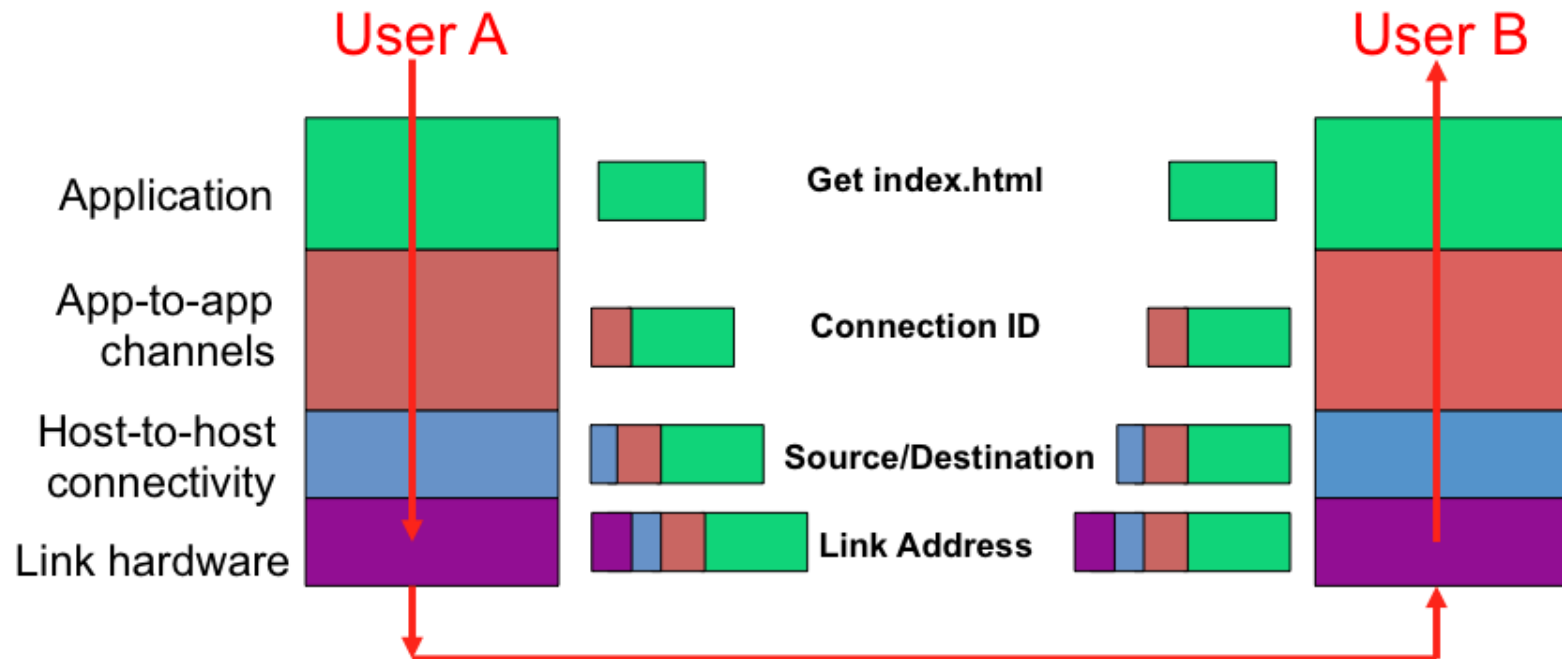 User A
User B
Application
Get index.html
App-to-app
channels
Connection ID
Host-to-host
connectivity
Source/Destination
Link hardware
Link Address